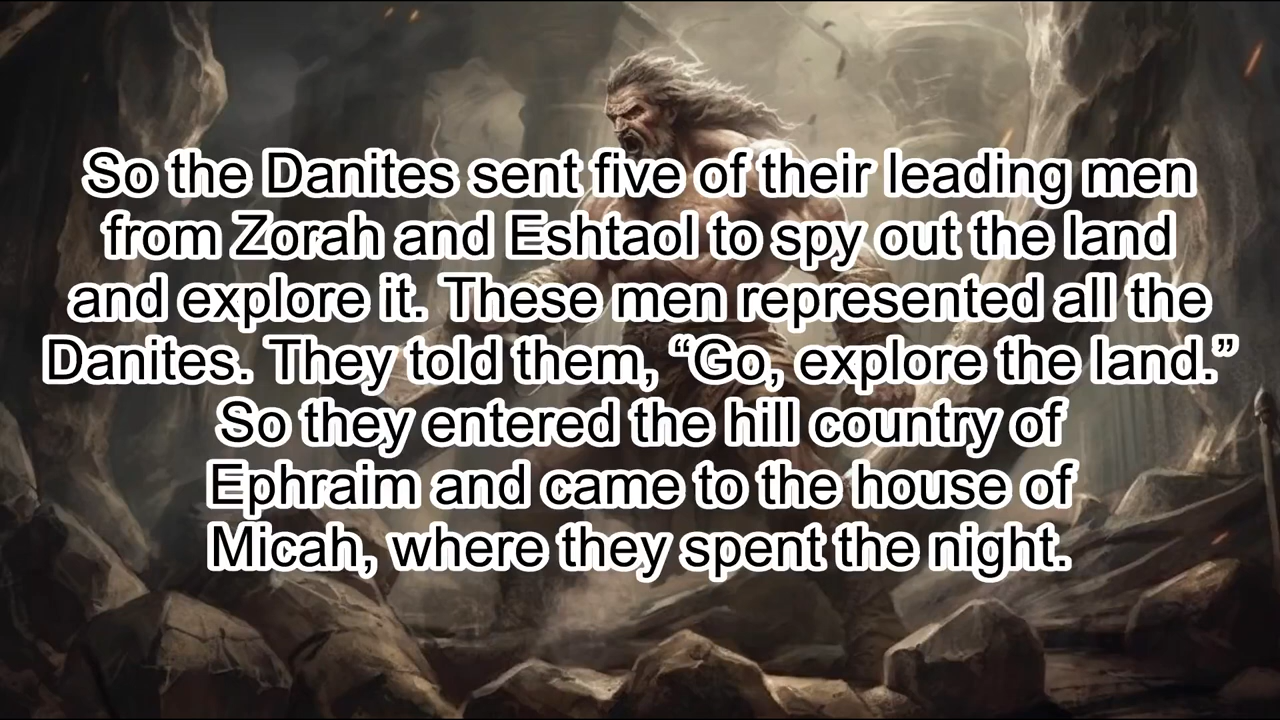 So the Danites sent five of their leading men
from Zorah and Eshtaol to spy out the land
and explore it. These men represented all the
Danites. They told them, “Go, explore the land.”
So they entered the hill country of
Ephraim and came to the house of
Micah, where they spent the night.